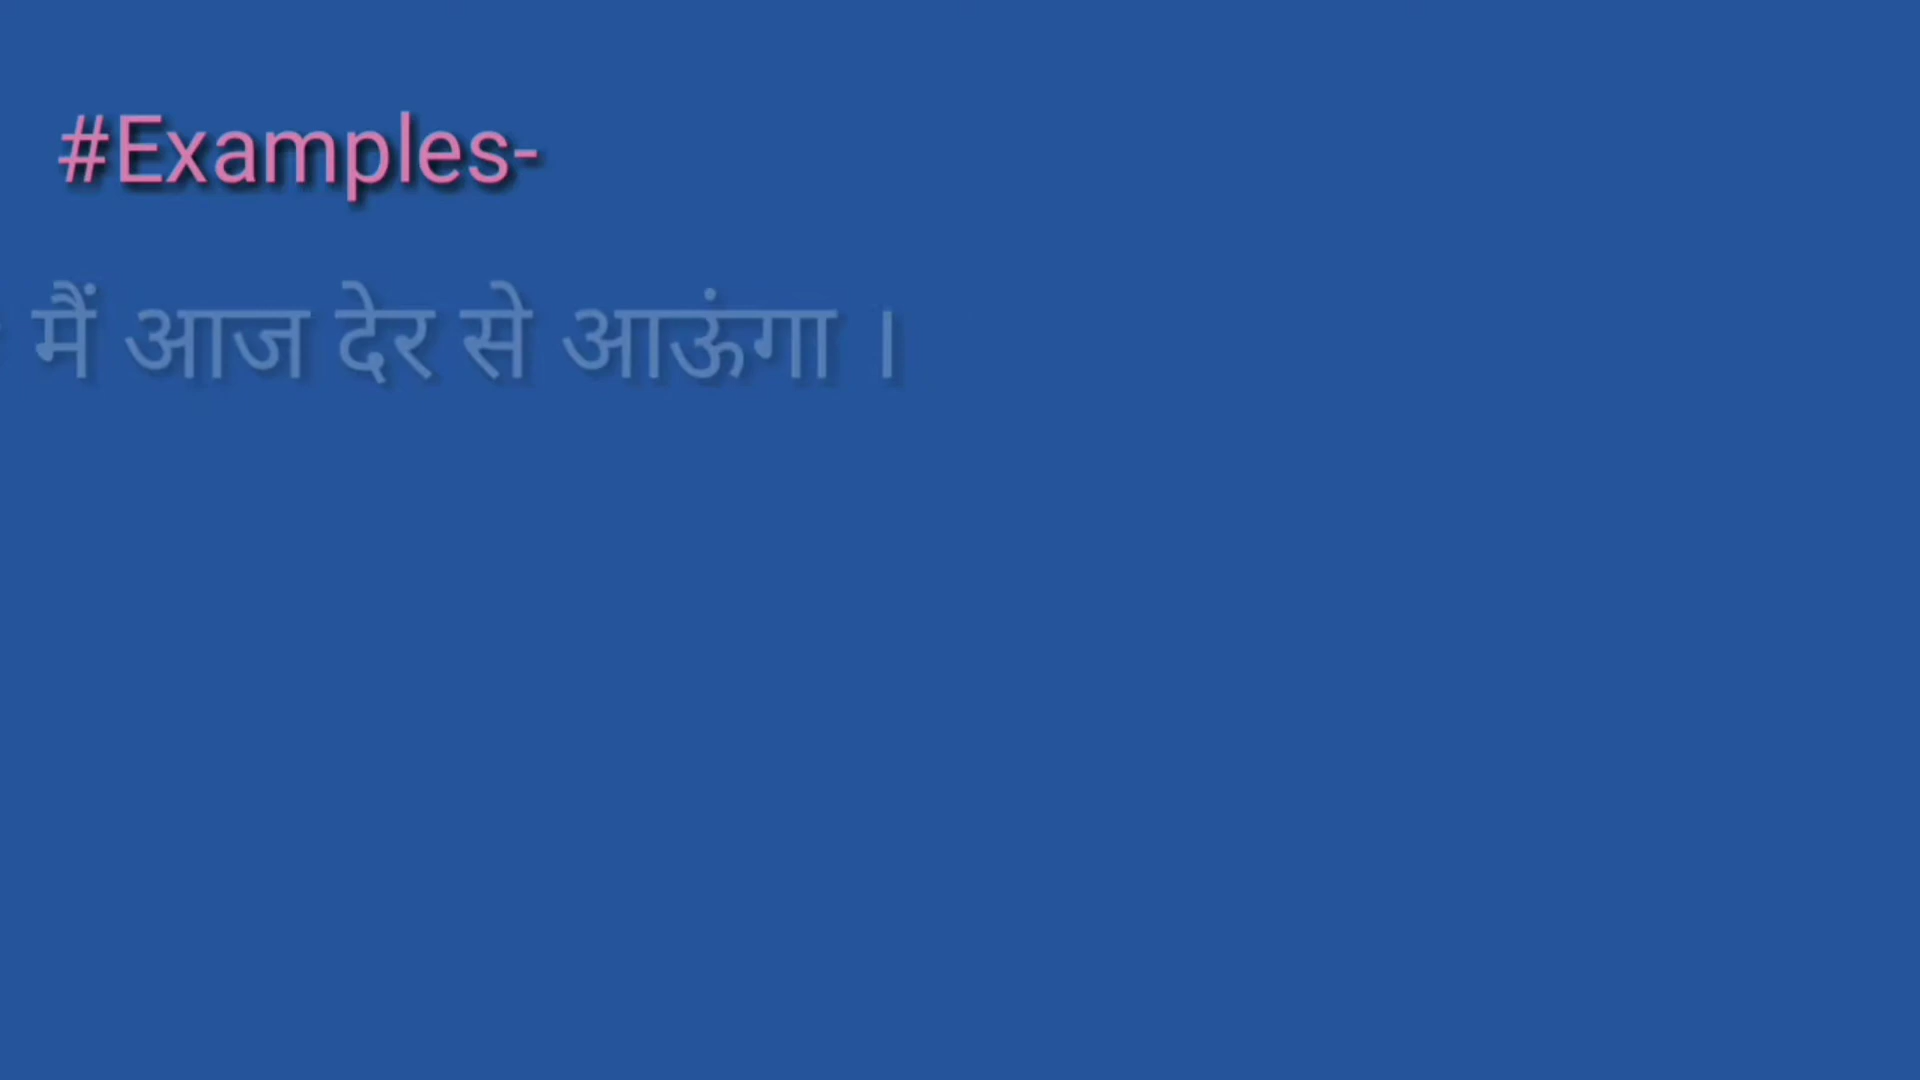 #Examples-
मैं आज देर से आऊंगा ।